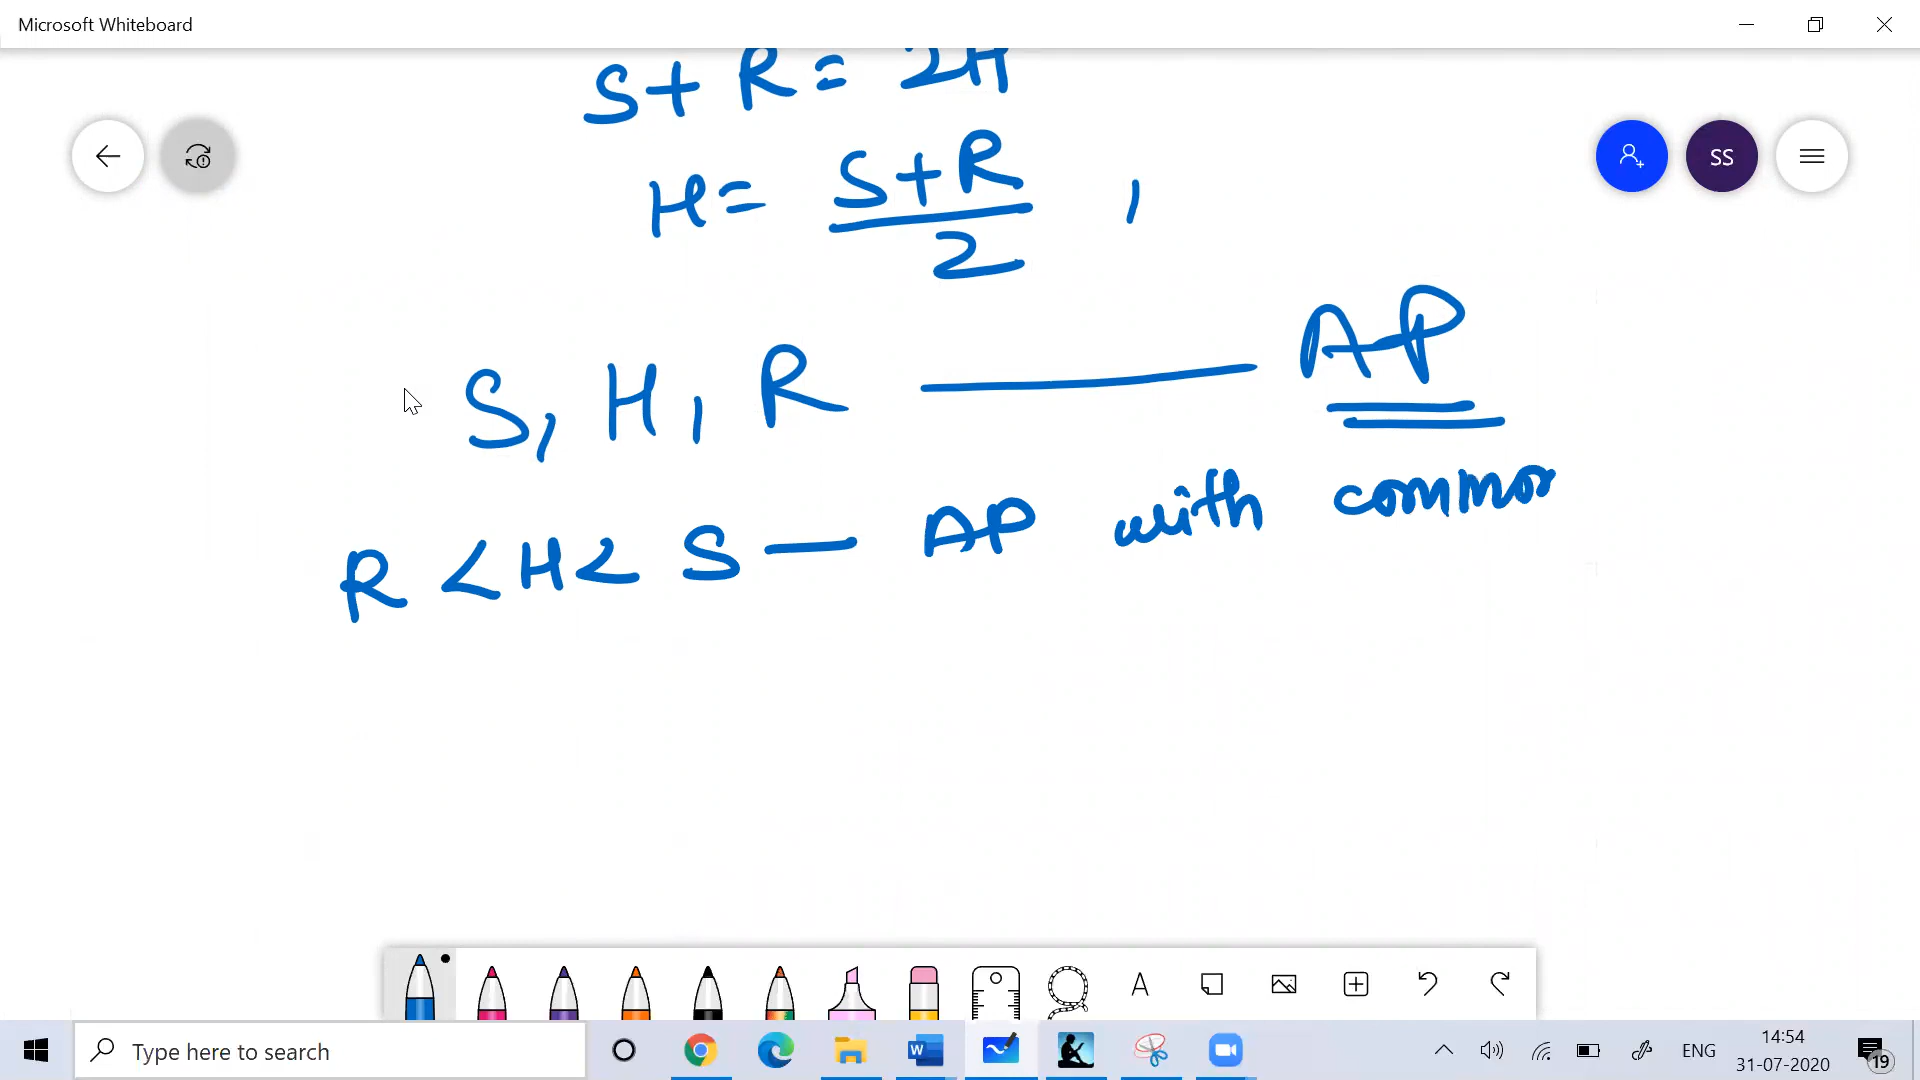 Microsoft Whiteboard
S+ R = 2H
SS
H = S+R / 2 ,
S, H, R — AP
R < H < S — AP with common
A
Type here to search
ENG
14:54
31-07-2020
19